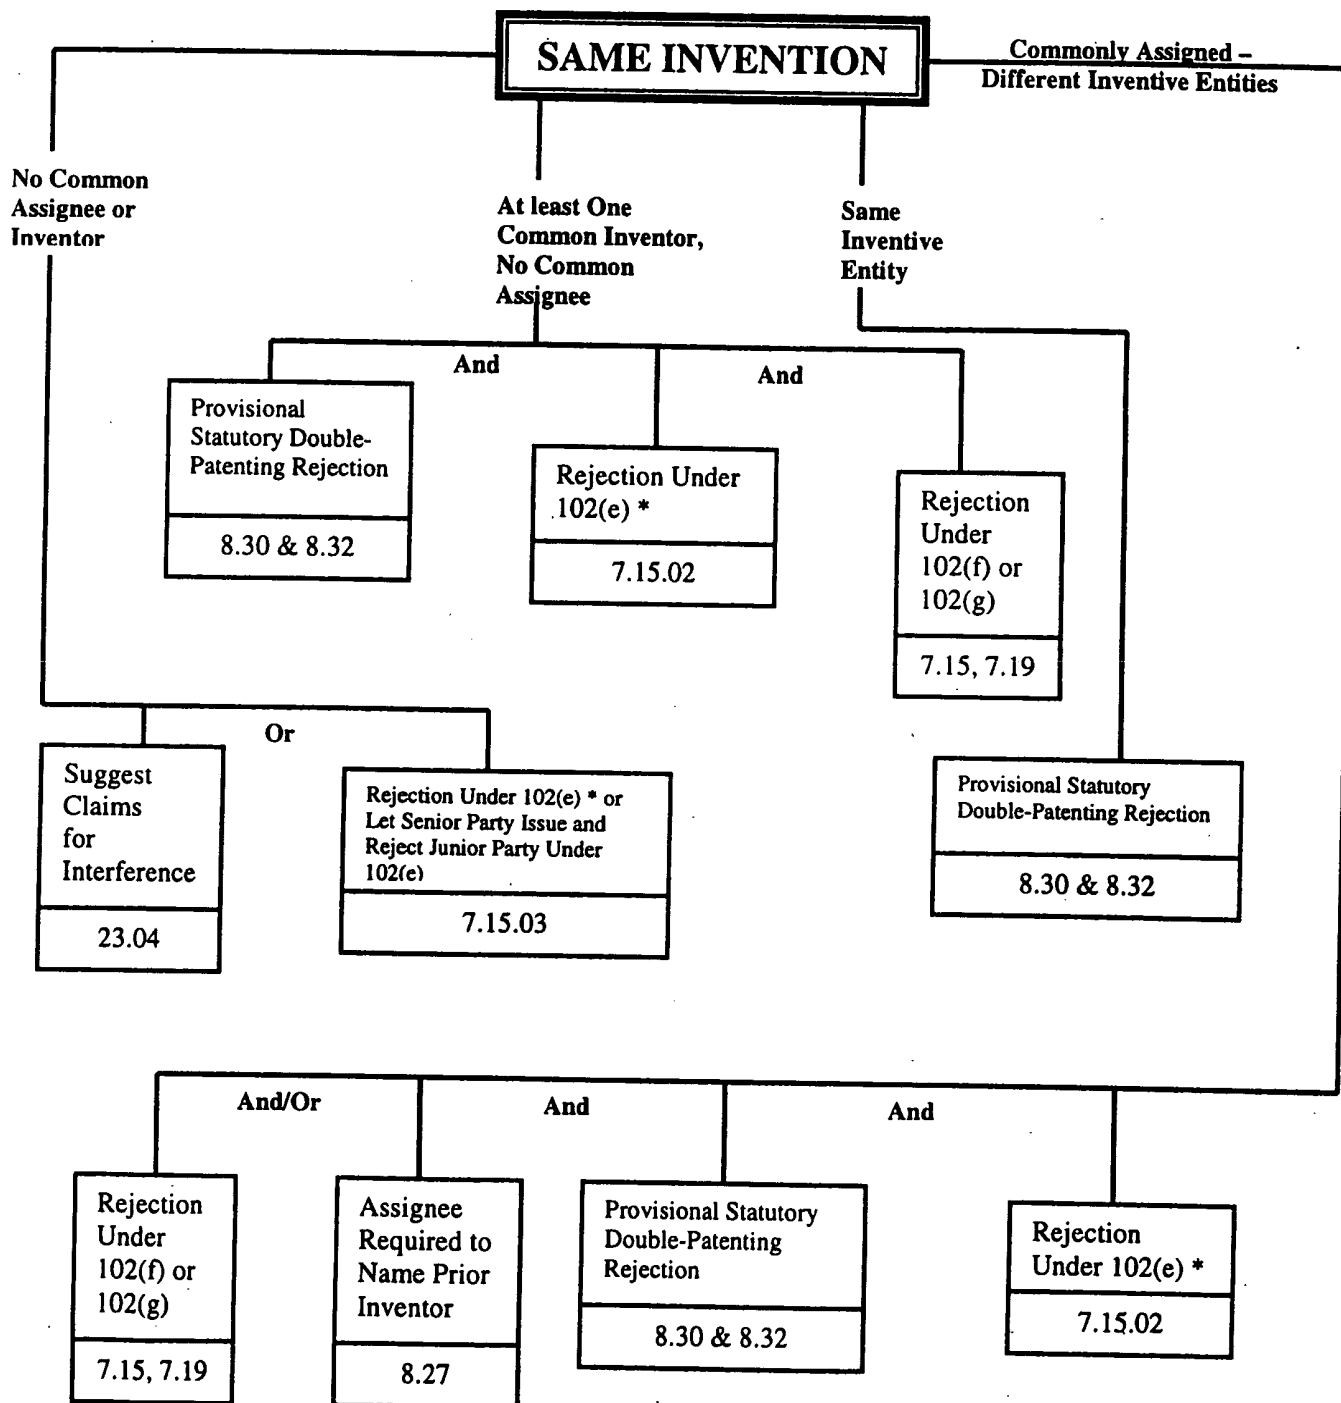 SAME INVENTION
Commonly Assigned –
Different Inventive Entities
No Common
Assignee or
Inventor
At least One
Common Inventor,
No Common
Assignee
Same
Inventive
Entity
And
And
Provisional
Statutory Double-
Patenting Rejection
8.30 & 8.32
Rejection Under
102(e) *
7.15.02
Rejection
Under
102(f) or
102(g)
7.15, 7.19
Or
Suggest
Claims
for
Interference
23.04
Rejection Under 102(e) * or
Let Senior Party Issue and
Reject Junior Party Under
102(e)
7.15.03
Provisional Statutory
Double-Patenting Rejection
8.30 & 8.32
And/Or
And
And
Rejection
Under
102(f) or
102(g)
7.15, 7.19
Assignee
Required to
Name Prior
Inventor
8.27
Provisional Statutory
Double-Patenting
Rejection
8.30 & 8.32
Rejection
Under 102(e) *
7.15.02